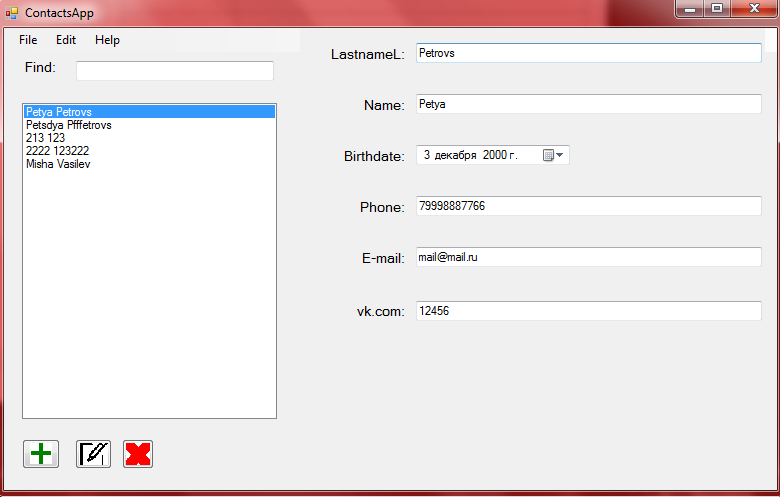 ContactsApp
File Edit Help
Find:
Petya Petrovs
Petsdya Pfffetrovs
213 123
2222 123222
Misha Vasilev
LastnameL: Petrovs
Name: Petya
Birthdate: 3 декабря 2000 г.
Phone: 79998887766
E-mail: mail@mail.ru
vk.com: 12456